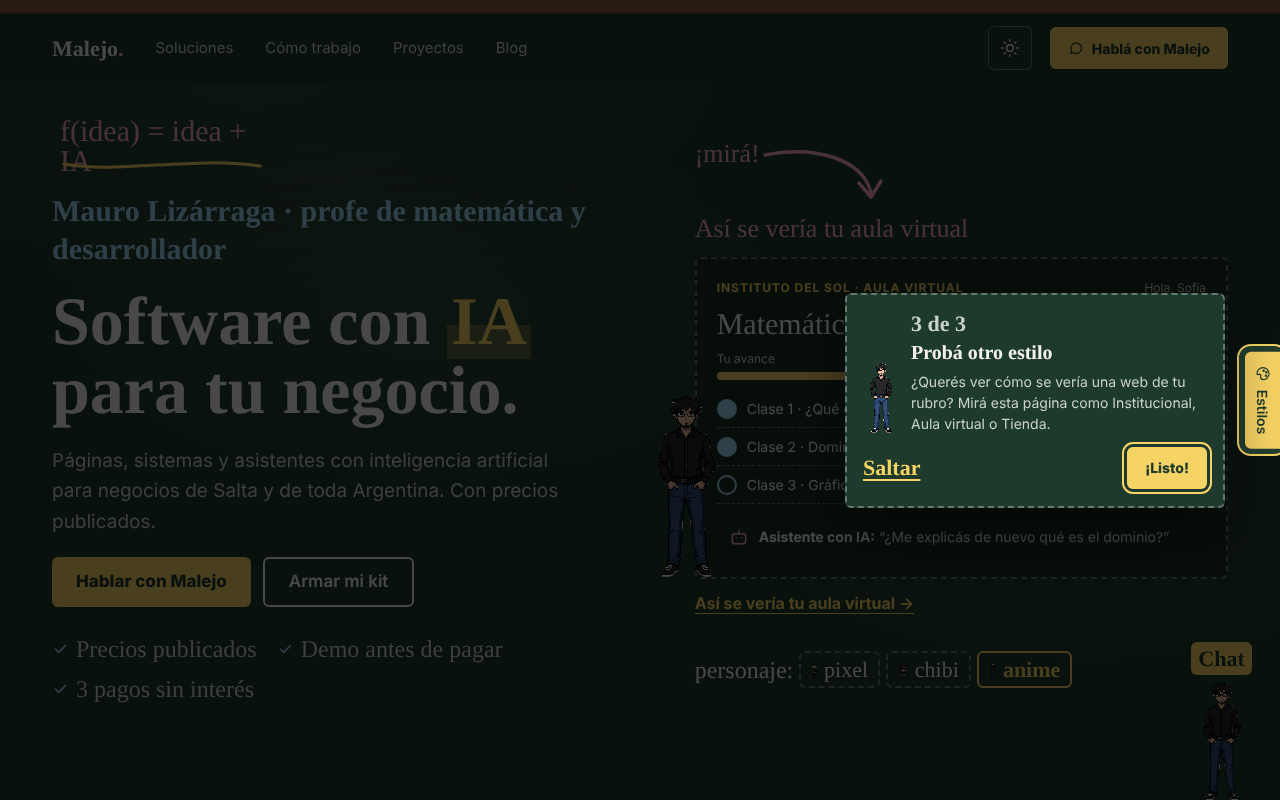 Malejo.
Soluciones
Cómo trabajo
Proyectos
Blog
Hablá con Malejo
f(idea) = idea +
IA
Mauro Lizárraga · profe de matemática y
desarrollador
Software con IA
para tu negocio.
Páginas, sistemas y asistentes con inteligencia artificial
para negocios de Salta y de toda Argentina. Con precios
publicados.
Hablar con Malejo
Armar mi kit
Precios publicados
Demo antes de pagar
3 pagos sin interés
¡mirá!
Así se vería tu aula virtual
INSTITUTO DEL SOL · AULA VIRTUAL
Hola, Sofía
Matemátic
Tu avance
Clase 1 · ¿Qué
Clase 2 · Domin
Clase 3 · Gráfic
Asistente con IA: “¿Me explicás de nuevo qué es el dominio?”
3 de 3
Probá otro estilo
¿Querés ver cómo se vería una web de tu
rubro? Mirá esta página como Institucional,
Aula virtual o Tienda.
Saltar
¡Listo!
Estilos
Así se vería tu aula virtual →
personaje:
pixel
chibi
anime
Chat